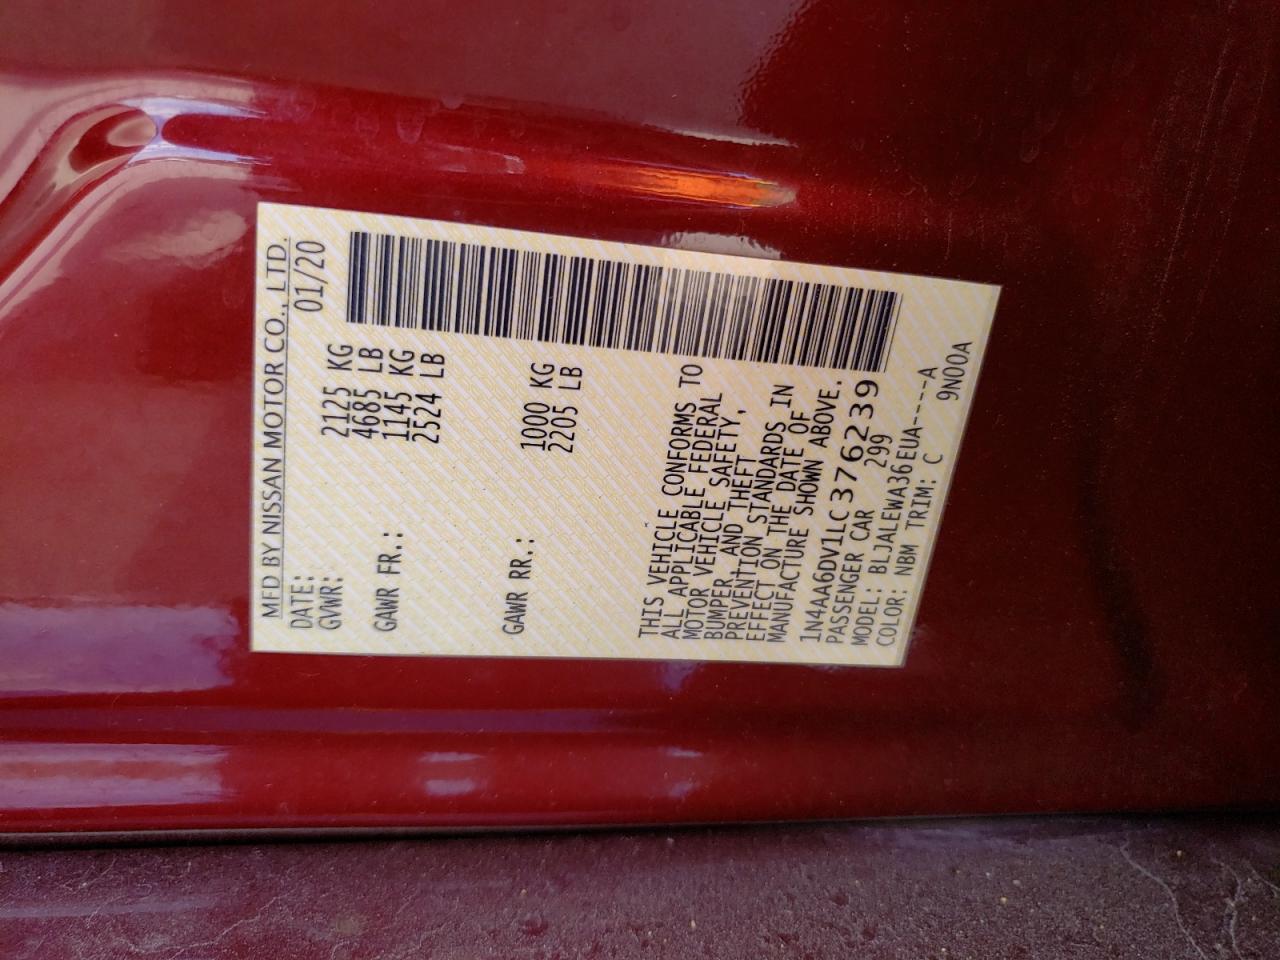 MFD BY NISSAN MOTOR CO., LTD.
DATE: 01/20
GVWR: 2125 KG
4685 LB
GAWR FR.: 1145 KG
2524 LB
GAWR RR.: 1000 KG
2205 LB
THIS VEHICLE CONFORMS TO
ALL APPLICABLE FEDERAL
MOTOR VEHICLE SAFETY,
BUMPER AND THEFT
PREVENTION STANDARDS IN
EFFECT ON THE DATE OF
MANUFACTURE SHOWN ABOVE.
1N4AA6DV1LC376239
PASSENGER CAR 299
MODEL: BLJALEWA36EUA----A
COLOR: NBM TRIM: C 9N00A